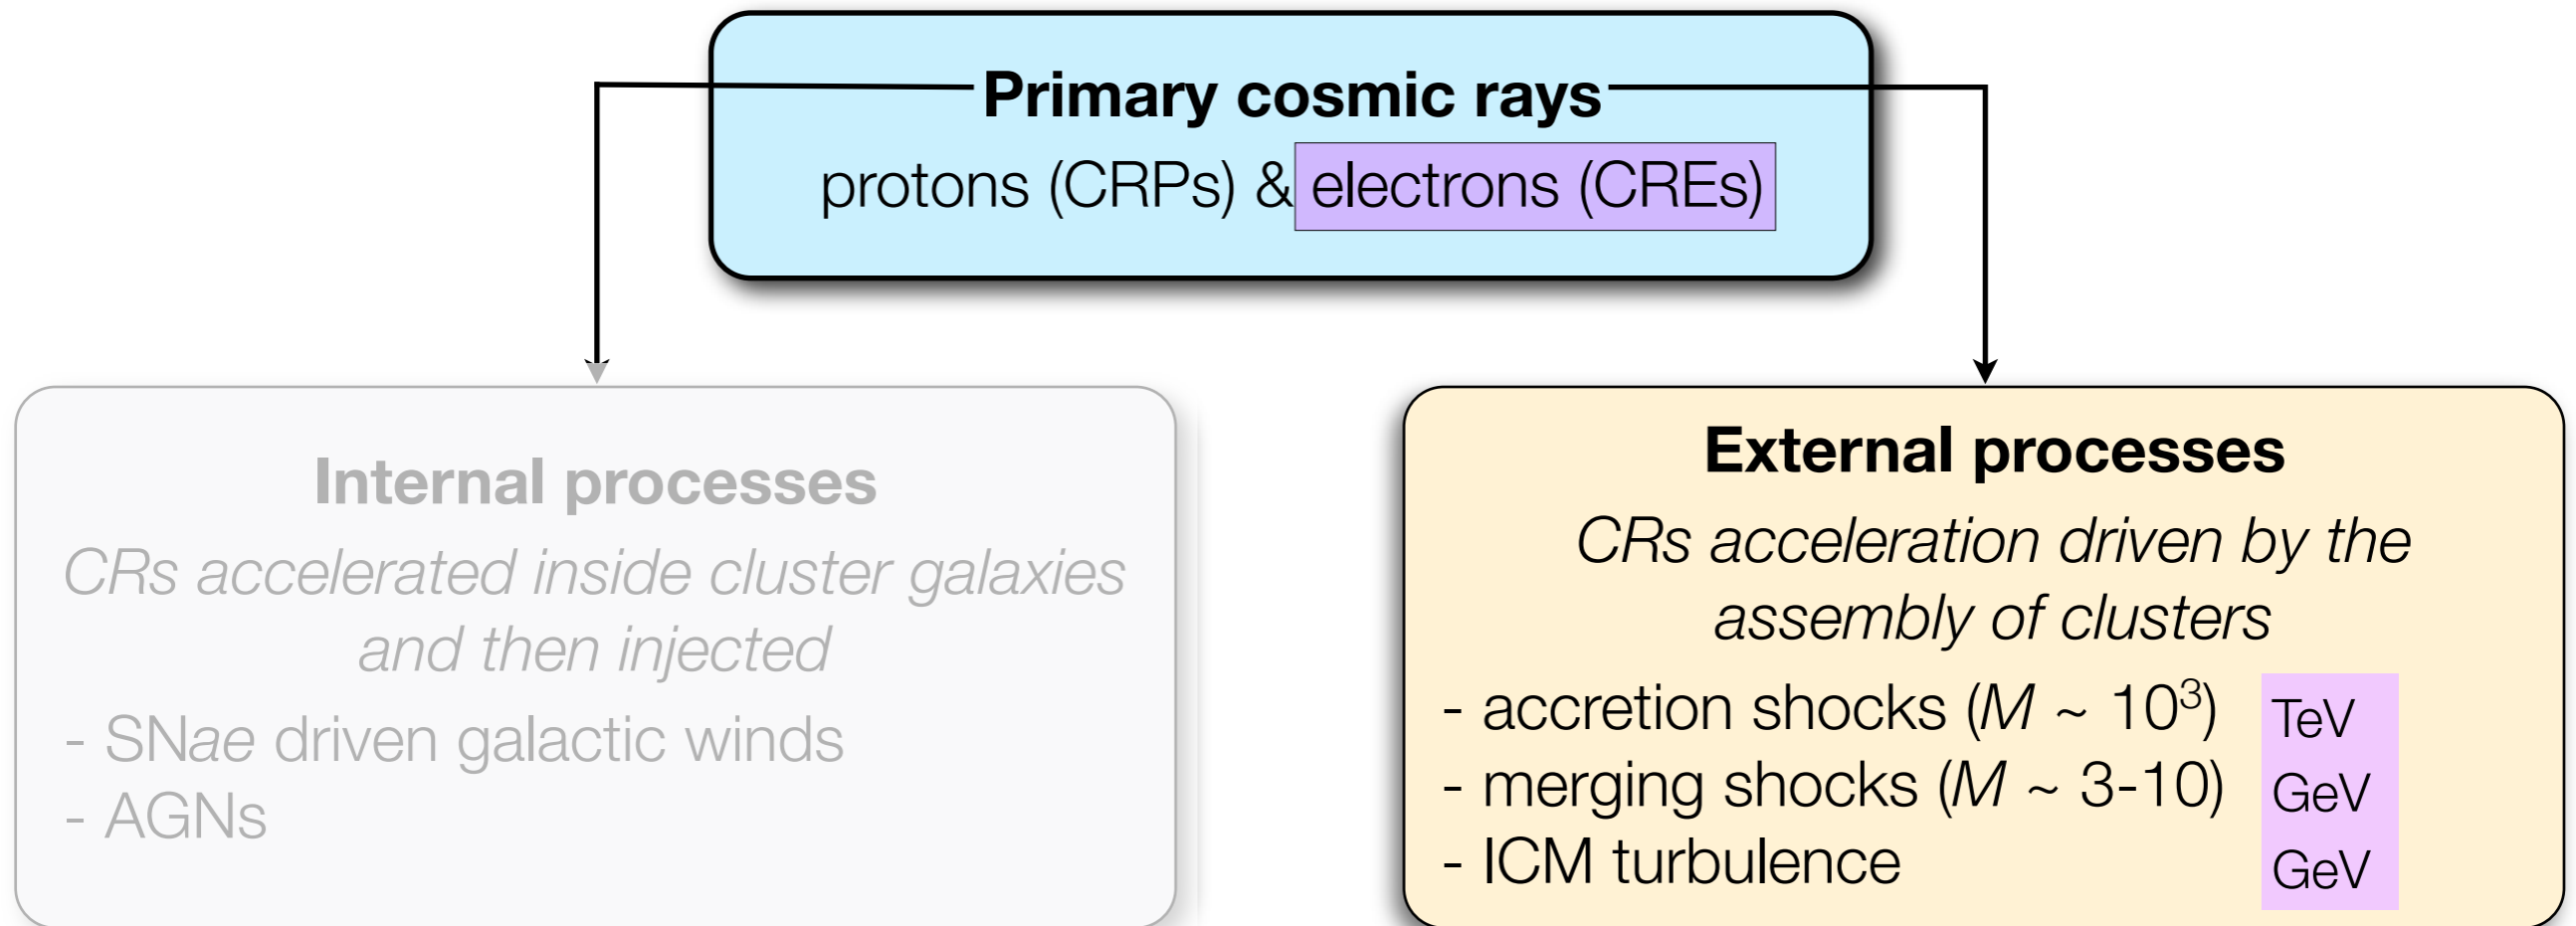 Primary cosmic rays
protons (CRPs) & electrons (CREs)
Internal processes
CRs accelerated inside cluster galaxies
and then injected
- SNae driven galactic winds
- AGNs
External processes
CRs acceleration driven by the
assembly of clusters
- accretion shocks (M ~ 10³) TeV
- merging shocks (M ~ 3-10) GeV
- ICM turbulence GeV